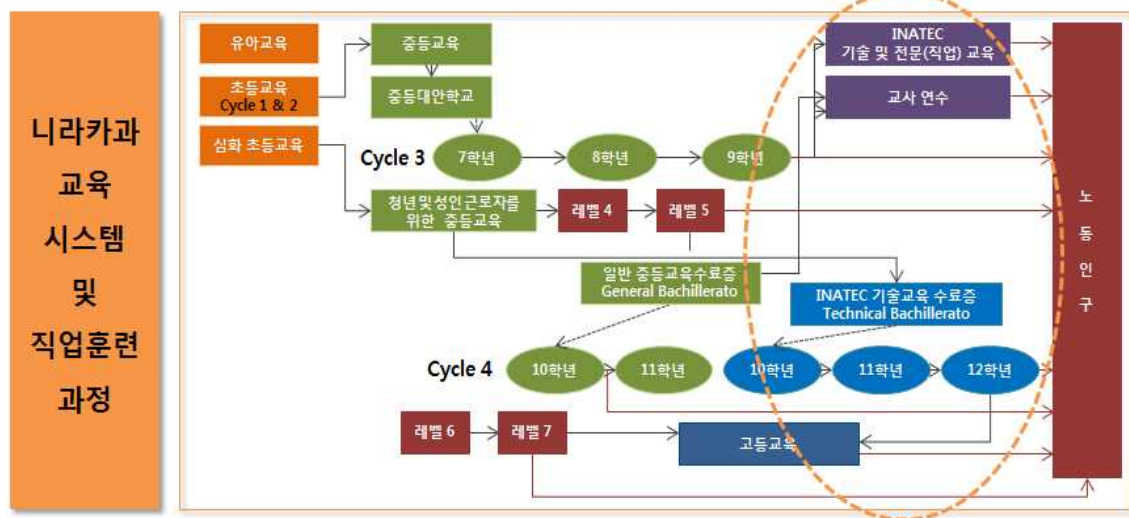 니라카과
교육
시스템
및
직업훈련
과정
유아교육
초등교육
Cycle 1 & 2
심화 초등교육
중등교육
중등대안학교
Cycle 3
7학년
8학년
9학년
청년 및 성인 근로자를
위한 중등교육
레벨 4
레벨 5
일반 중등교육수료증
General Bachillerato
INATEC
기술 및 전문(직업) 교육
교사 연수
INATEC 기술교육 수료증
Technical Bachillerato
Cycle 4
10학년
11학년
10학년
11학년
12학년
레벨 6
레벨 7
고등교육
노
동
인
구